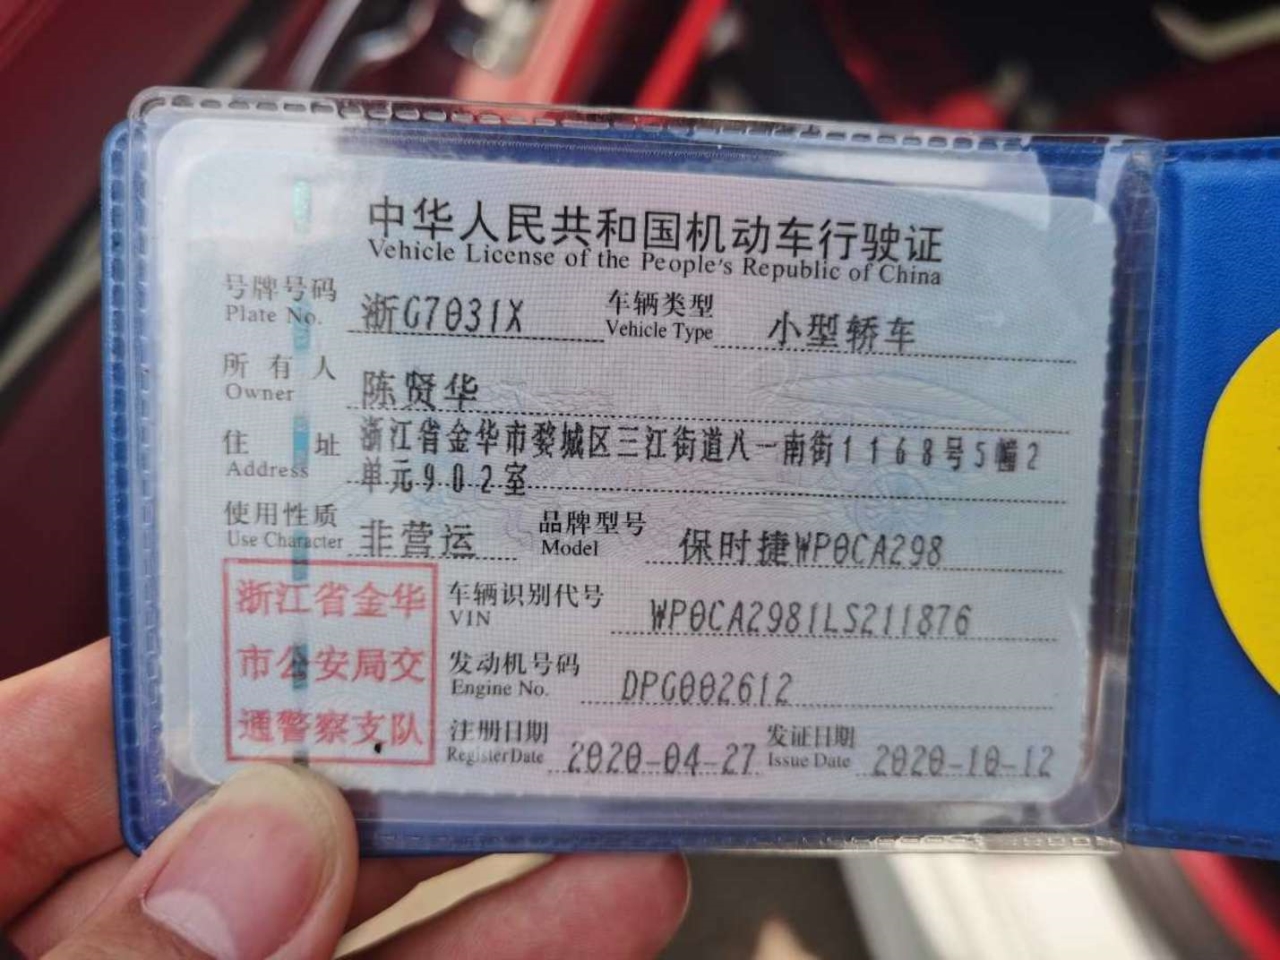 中华人民共和国机动车行驶证
Vehicle License of the People's Republic of China
号牌号码 浙G7031X 车辆类型 小型轿车
Plate No. Vehicle Type
所有人 陈贤华
Owner
住址 浙江省金华市婺城区三江街道八一南街1168号5幢2
Address 单元902室
使用性质 非营运 品牌型号 保时捷WP0CA298
Use Character Model
浙江省金华 车辆识别代号 WP0CA2981LS211876
VIN
市公安局交 发动机号码 DPG002612
Engine No.
通警察支队 注册日期 2020-04-27 发证日期 2020-10-12
Register Date Issue Date